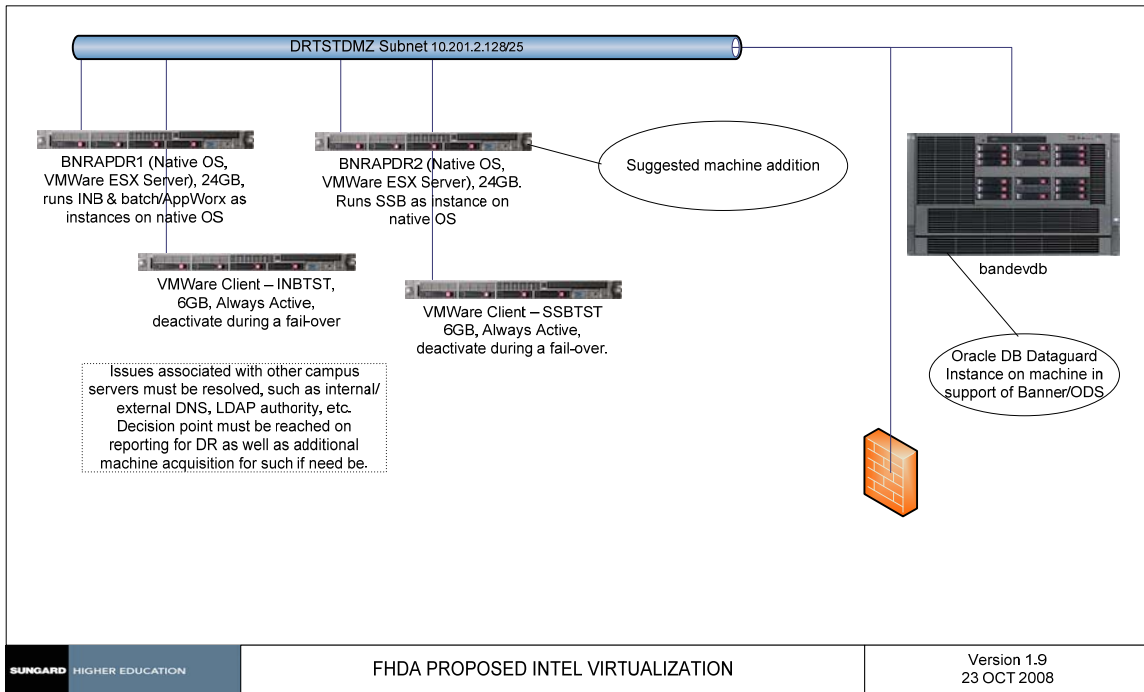 DRTSTDMZ Subnet 10.201.2.128/25
BNRAPDR1 (Native OS,
VMWare ESX Server), 24GB,
runs INB & batch/AppWorx as
instances on native OS
BNRAPDR2 (Native OS,
VMWare ESX Server), 24GB.
Runs SSB as instance on
native OS
Suggested machine addition
bandevdb
VMWare Client – INBTST,
6GB, Always Active,
deactivate during a fail-over
VMWare Client – SSBTST
6GB, Always Active,
deactivate during a fail-over.
Oracle DB Dataguard
Instance on machine in
support of Banner/ODS
Issues associated with other campus
servers must be resolved, such as internal/
external DNS, LDAP authority, etc.
Decision point must be reached on
reporting for DR as well as additional
machine acquisition for such if need be.
SUNGARD HIGHER EDUCATION
FHDA PROPOSED INTEL VIRTUALIZATION
Version 1.9
23 OCT 2008